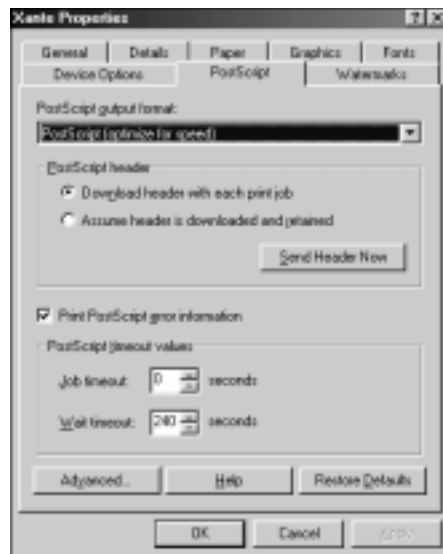 Xante Properties
General Details Paper Graphics Fonts
Device Options PostScript Watermarks
PostScript output format:
PostScript (optimize for speed)
PostScript header
Download header with each print job
Assume header is downloaded and retained
Send Header Now
Print PostScript error information
PostScript timeout values
Job timeout: 0 seconds
Wait timeout: 240 seconds
Advanced... Help Restore Defaults
OK Cancel Apply